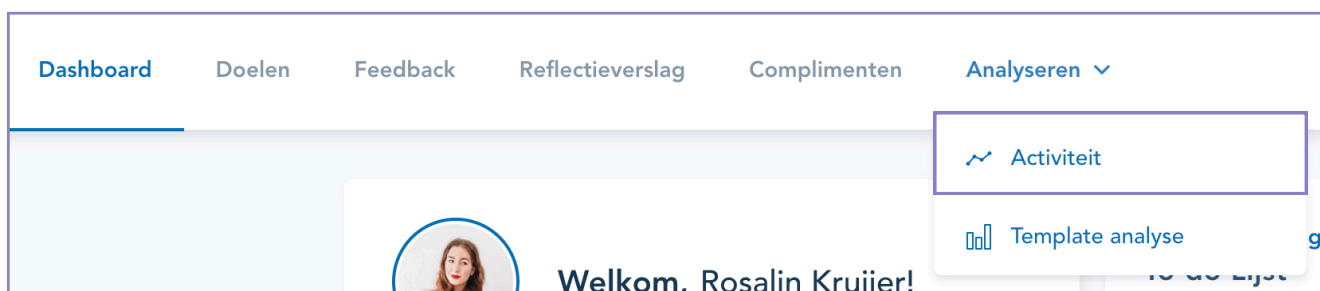 Dashboard Doelen Feedback Reflectieverslag Complimenten Analyseren
Activiteit
Template analyse
Welkom, Rosalin Kruijer!